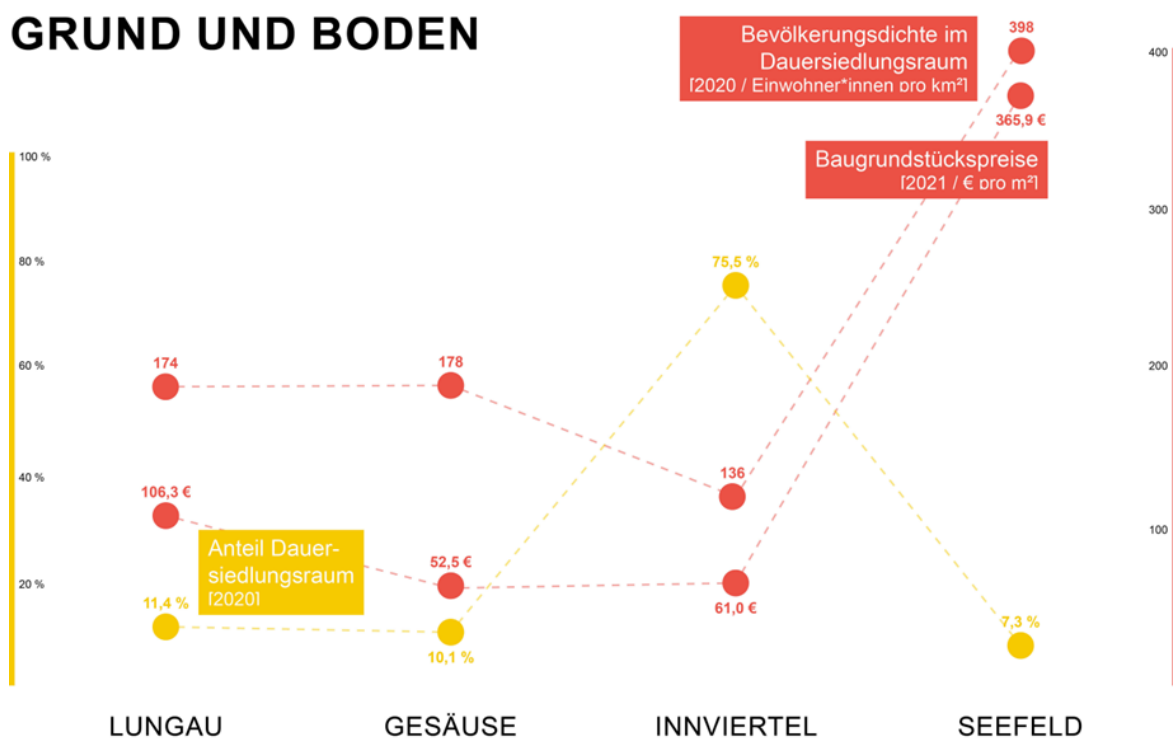 GRUND UND BODEN
Bevölkerungsdichte im
Dauersiedlungsraum
[2020 / Einwohner*innen pro km²]
398
400
365,9 €
Baugrundstückspreise
[2021 / € pro m²]
100 %
300
80 %
75,5 %
60 %
174
178
200
40 %
136
106,3 €
100
Anteil Dauer-
siedlungsraum
[2020]
52,5 €
20 %
61,0 €
11,4 %
10,1 %
7,3 %
LUNGAU
GESÄUSE
INNVIERTEL
SEEFELD